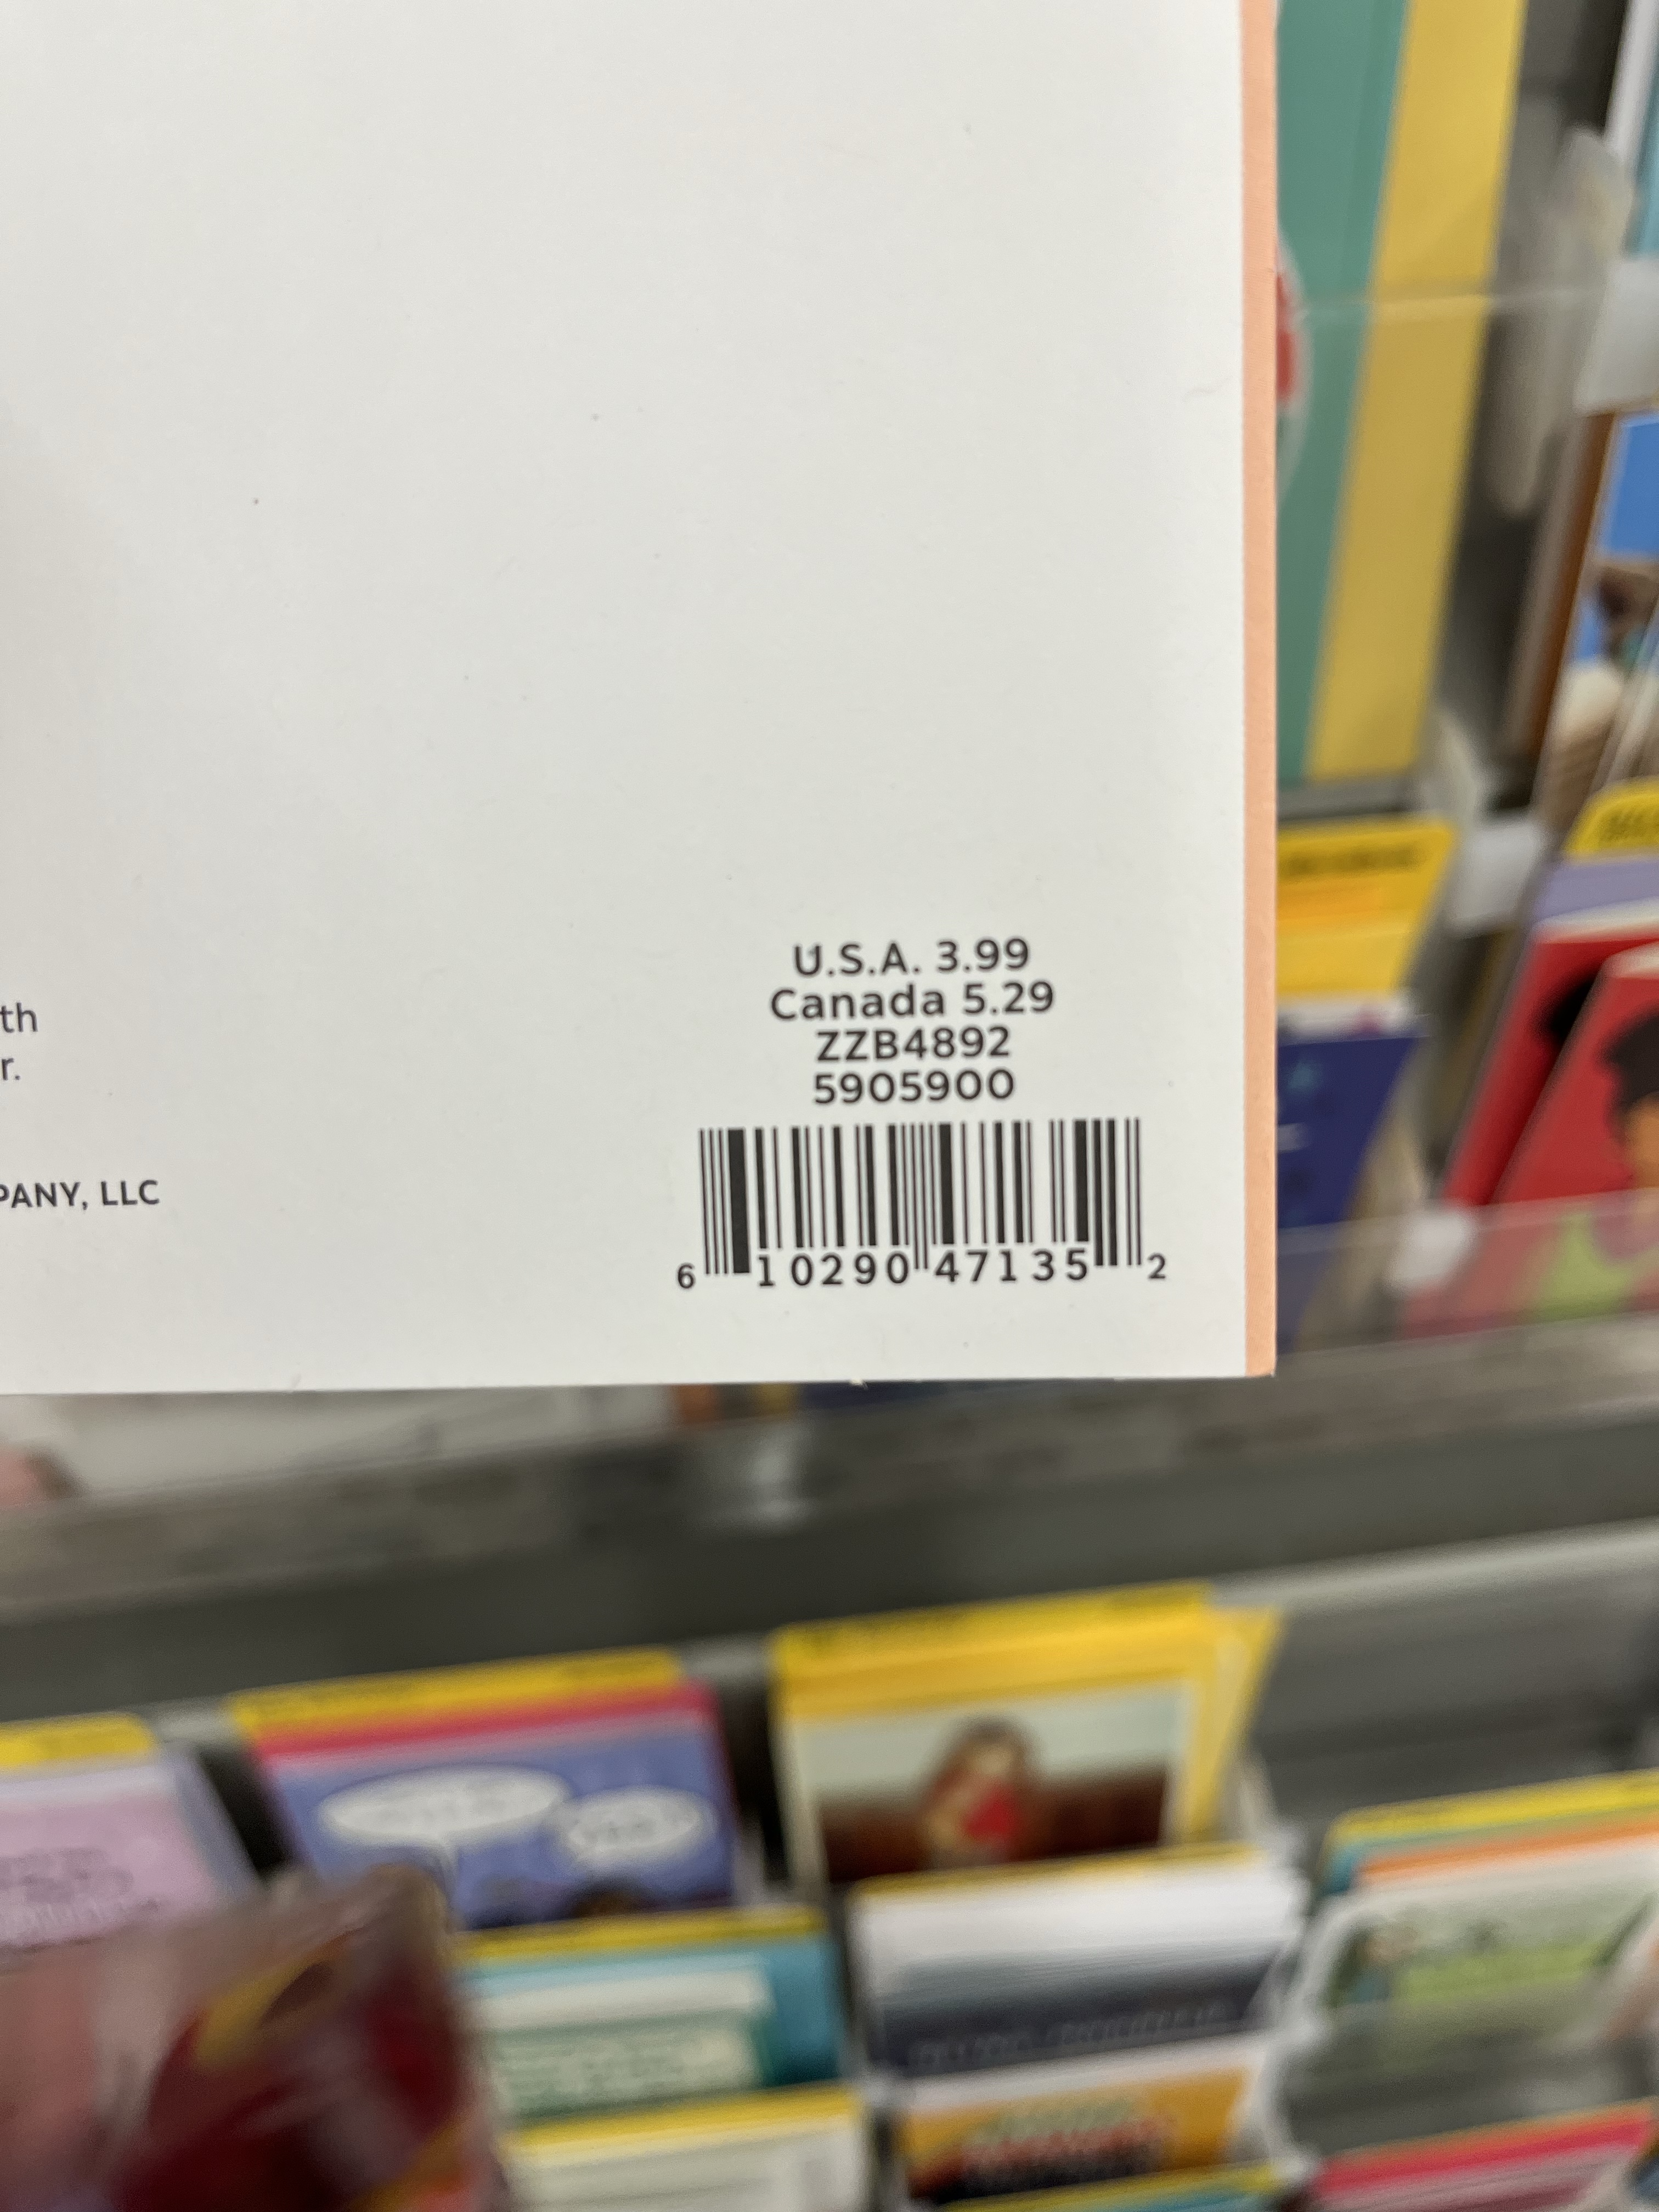 U.S.A. 3.99
Canada 5.29
ZZB4892
5905900
th
r.
PANY, LLC
6 10290 47135 2